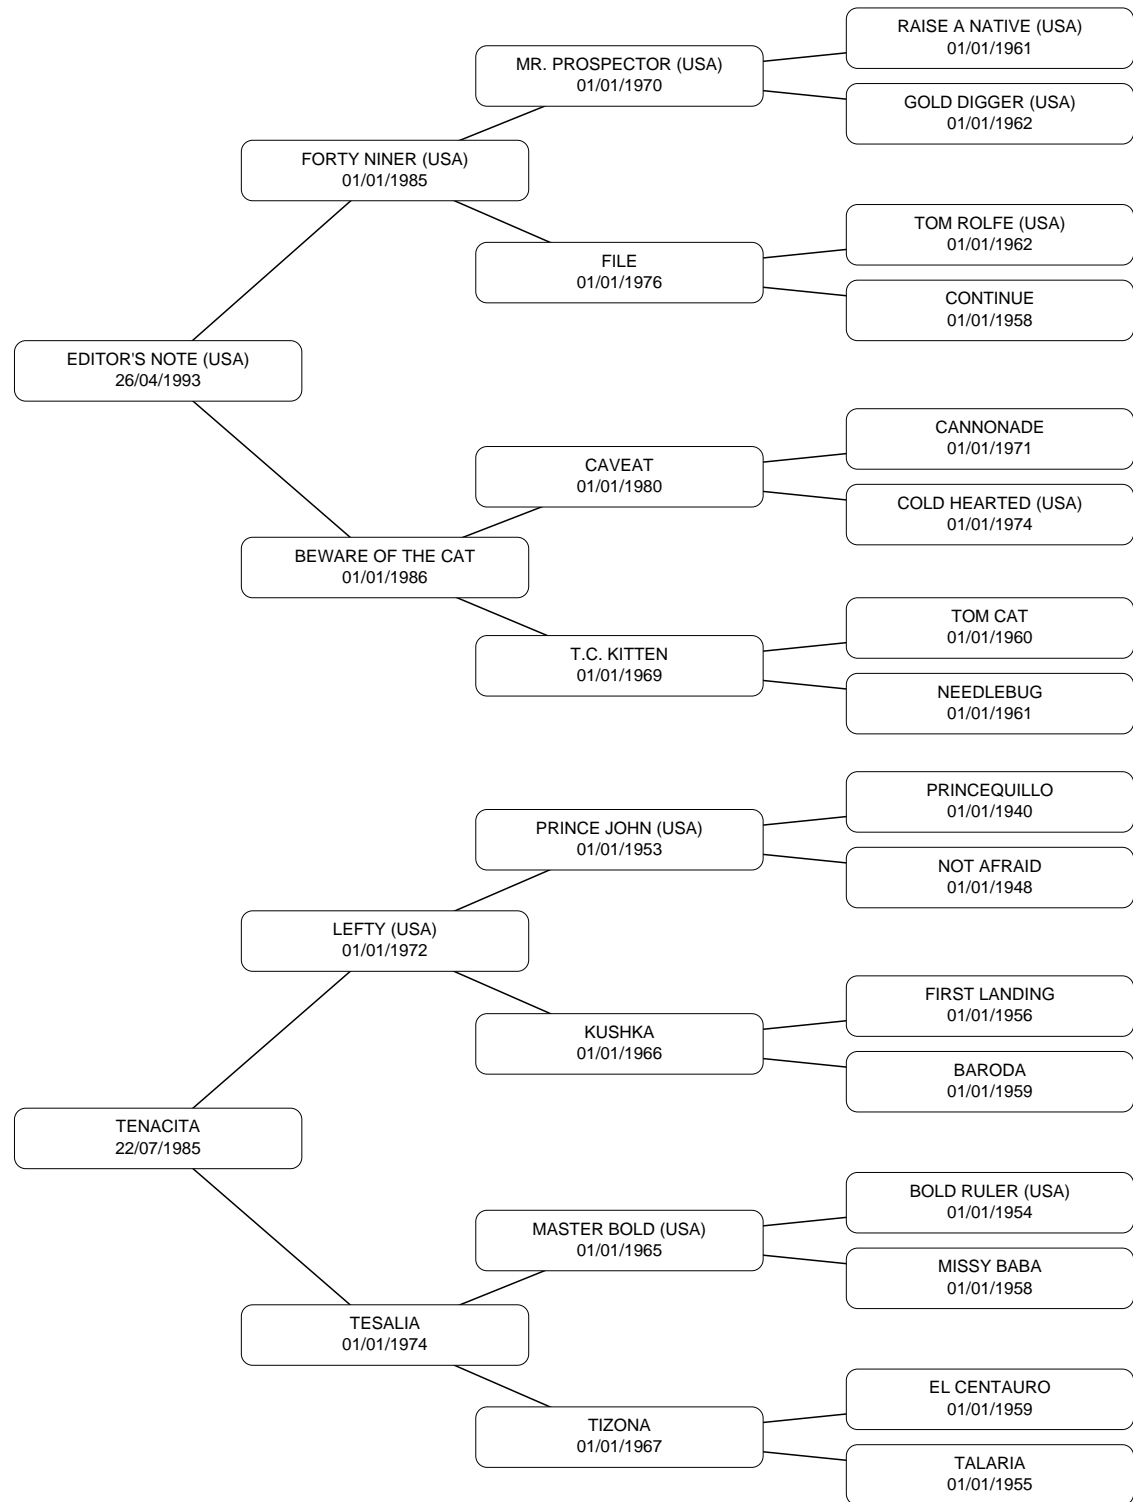 RAISE A NATIVE (USA)
01/01/1961
MR. PROSPECTOR (USA)
01/01/1970
GOLD DIGGER (USA)
01/01/1962
FORTY NINER (USA)
01/01/1985
TOM ROLFE (USA)
01/01/1962
FILE
01/01/1976
CONTINUE
01/01/1958
EDITOR'S NOTE (USA)
26/04/1993
CANNONADE
01/01/1971
CAVEAT
01/01/1980
COLD HEARTED (USA)
01/01/1974
BEWARE OF THE CAT
01/01/1986
TOM CAT
01/01/1960
T.C. KITTEN
01/01/1969
NEEDLEBUG
01/01/1961
PRINCEQUILLO
01/01/1940
PRINCE JOHN (USA)
01/01/1953
NOT AFRAID
01/01/1948
LEFTY (USA)
01/01/1972
FIRST LANDING
01/01/1956
KUSHKA
01/01/1966
BARODA
01/01/1959
TENACITA
22/07/1985
BOLD RULER (USA)
01/01/1954
MASTER BOLD (USA)
01/01/1965
MISSY BABA
01/01/1958
TESALIA
01/01/1974
EL CENTAURO
01/01/1959
TIZONA
01/01/1967
TALARIA
01/01/1955